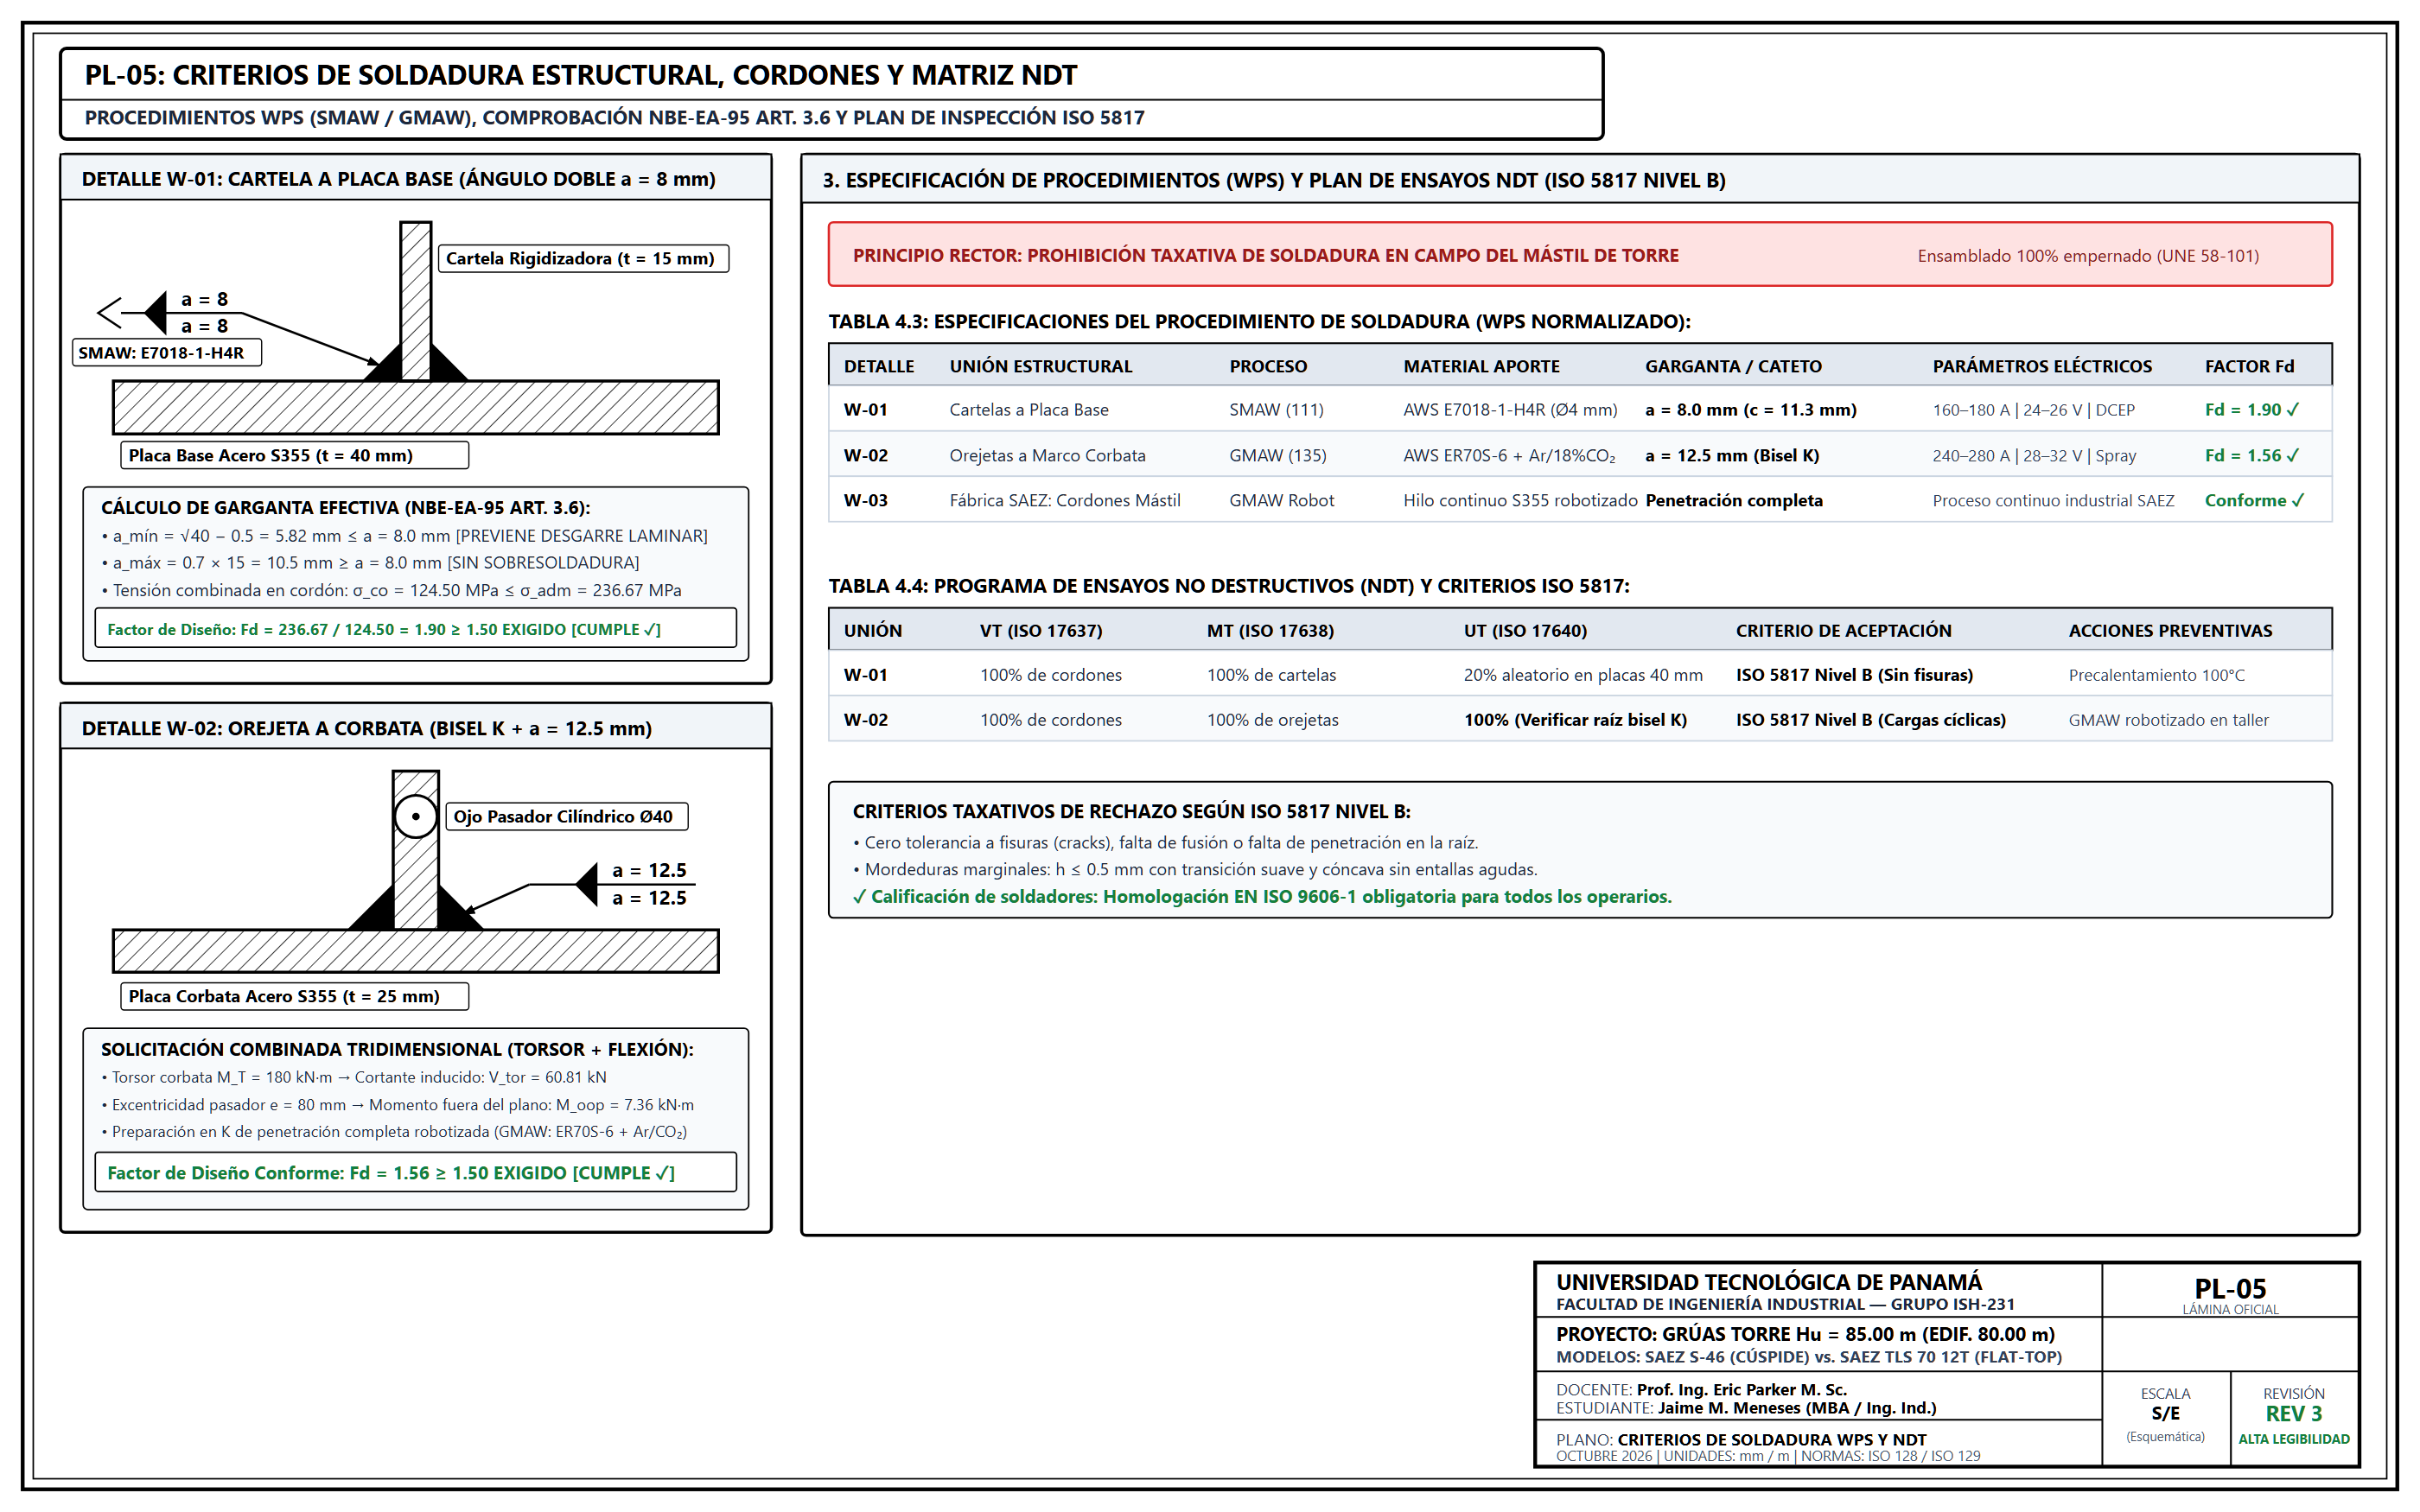 PL-05: CRITERIOS DE SOLDADURA ESTRUCTURAL, CORDONES Y MATRIZ NDT
PROCEDIMIENTOS WPS (SMAW / GMAW), COMPROBACIÓN NBE-EA-95 ART. 3.6 Y PLAN DE INSPECCIÓN ISO 5817
DETALLE W-01: CARTELA A PLACA BASE (ÁNGULO DOBLE a = 8 mm)
Cartela Rigidizadora (t = 15 mm)
a = 8
a = 8
SMAW: E7018-1-H4R
Placa Base Acero S355 (t = 40 mm)
CÁLCULO DE GARGANTA EFECTIVA (NBE-EA-95 ART. 3.6):
• a_mín = √40 − 0.5 = 5.82 mm ≤ a = 8.0 mm [PREVIENE DESGARRE LAMINAR]
• a_máx = 0.7 × 15 = 10.5 mm ≥ a = 8.0 mm [SIN SOBRESOLDADURA]
• Tensión combinada en cordón: σ_co = 124.50 MPa ≤ σ_adm = 236.67 MPa
Factor de Diseño: Fd = 236.67 / 124.50 = 1.90 ≥ 1.50 EXIGIDO [CUMPLE ✓]
DETALLE W-02: OREJETA A CORBATA (BISEL K + a = 12.5 mm)
Ojo Pasador Cilíndrico Ø40
a = 12.5
a = 12.5
Placa Corbata Acero S355 (t = 25 mm)
SOLICITACIÓN COMBINADA TRIDIMENSIONAL (TORSOR + FLEXIÓN):
• Torsor corbata M_T = 180 kN·m → Cortante inducido: V_tor = 60.81 kN
• Excentricidad pasador e = 80 mm → Momento fuera del plano: M_oop = 7.36 kN·m
• Preparación en K de penetración completa robotizada (GMAW: ER70S-6 + Ar/CO₂)
Factor de Diseño Conforme: Fd = 1.56 ≥ 1.50 EXIGIDO [CUMPLE ✓]
3. ESPECIFICACIÓN DE PROCEDIMIENTOS (WPS) Y PLAN DE ENSAYOS NDT (ISO 5817 NIVEL B)
PRINCIPIO RECTOR: PROHIBICIÓN TAXATIVA DE SOLDADURA EN CAMPO DEL MÁSTIL DE TORRE Ensamblado 100% empernado (UNE 58-101)
TABLA 4.3: ESPECIFICACIONES DEL PROCEDIMIENTO DE SOLDADURA (WPS NORMALIZADO):
DETALLE UNIÓN ESTRUCTURAL PROCESO MATERIAL APORTE GARGANTA / CATETO PARÁMETROS ELÉCTRICOS FACTOR Fd
W-01 Cartelas a Placa Base SMAW (111) AWS E7018-1-H4R (Ø4 mm) a = 8.0 mm (c = 11.3 mm) 160–180 A | 24–26 V | DCEP Fd = 1.90 ✓
W-02 Orejetas a Marco Corbata GMAW (135) AWS ER70S-6 + Ar/18%CO₂ a = 12.5 mm (Bisel K) 240–280 A | 28–32 V | Spray Fd = 1.56 ✓
W-03 Fábrica SAEZ: Cordones Mástil GMAW Robot Hilo continuo S355 robotizado Penetración completa Proceso continuo industrial SAEZ Conforme ✓
TABLA 4.4: PROGRAMA DE ENSAYOS NO DESTRUCTIVOS (NDT) Y CRITERIOS ISO 5817:
UNIÓN VT (ISO 17637) MT (ISO 17638) UT (ISO 17640) CRITERIO DE ACEPTACIÓN ACCIONES PREVENTIVAS
W-01 100% de cordones 100% de cartelas 20% aleatorio en placas 40 mm ISO 5817 Nivel B (Sin fisuras) Precalentamiento 100°C
W-02 100% de cordones 100% de orejetas 100% (Verificar raíz bisel K) ISO 5817 Nivel B (Cargas cíclicas) GMAW robotizado en taller
CRITERIOS TAXATIVOS DE RECHAZO SEGÚN ISO 5817 NIVEL B:
• Cero tolerancia a fisuras (cracks), falta de fusión o falta de penetración en la raíz.
• Mordeduras marginales: h ≤ 0.5 mm con transición suave y cóncava sin entallas agudas.
✓ Calificación de soldadores: Homologación EN ISO 9606-1 obligatoria para todos los operarios.
UNIVERSIDAD TECNOLÓGICA DE PANAMÁ
FACULTAD DE INGENIERÍA INDUSTRIAL — GRUPO ISH-231
PL-05
LÁMINA OFICIAL
PROYECTO: GRÚAS TORRE Hu = 85.00 m (EDIF. 80.00 m)
MODELOS: SAEZ S-46 (CÚSPIDE) vs. SAEZ TLS 70 12T (FLAT-TOP)
DOCENTE: Prof. Ing. Eric Parker M. Sc.
ESTUDIANTE: Jaime M. Meneses (MBA / Ing. Ind.)
PLANO: CRITERIOS DE SOLDADURA WPS Y NDT
OCTUBRE 2026 | UNIDADES: mm / m | NORMAS: ISO 128 / ISO 129
ESCALA
S/E
(Esquemática)
REVISIÓN
REV 3
ALTA LEGIBILIDAD